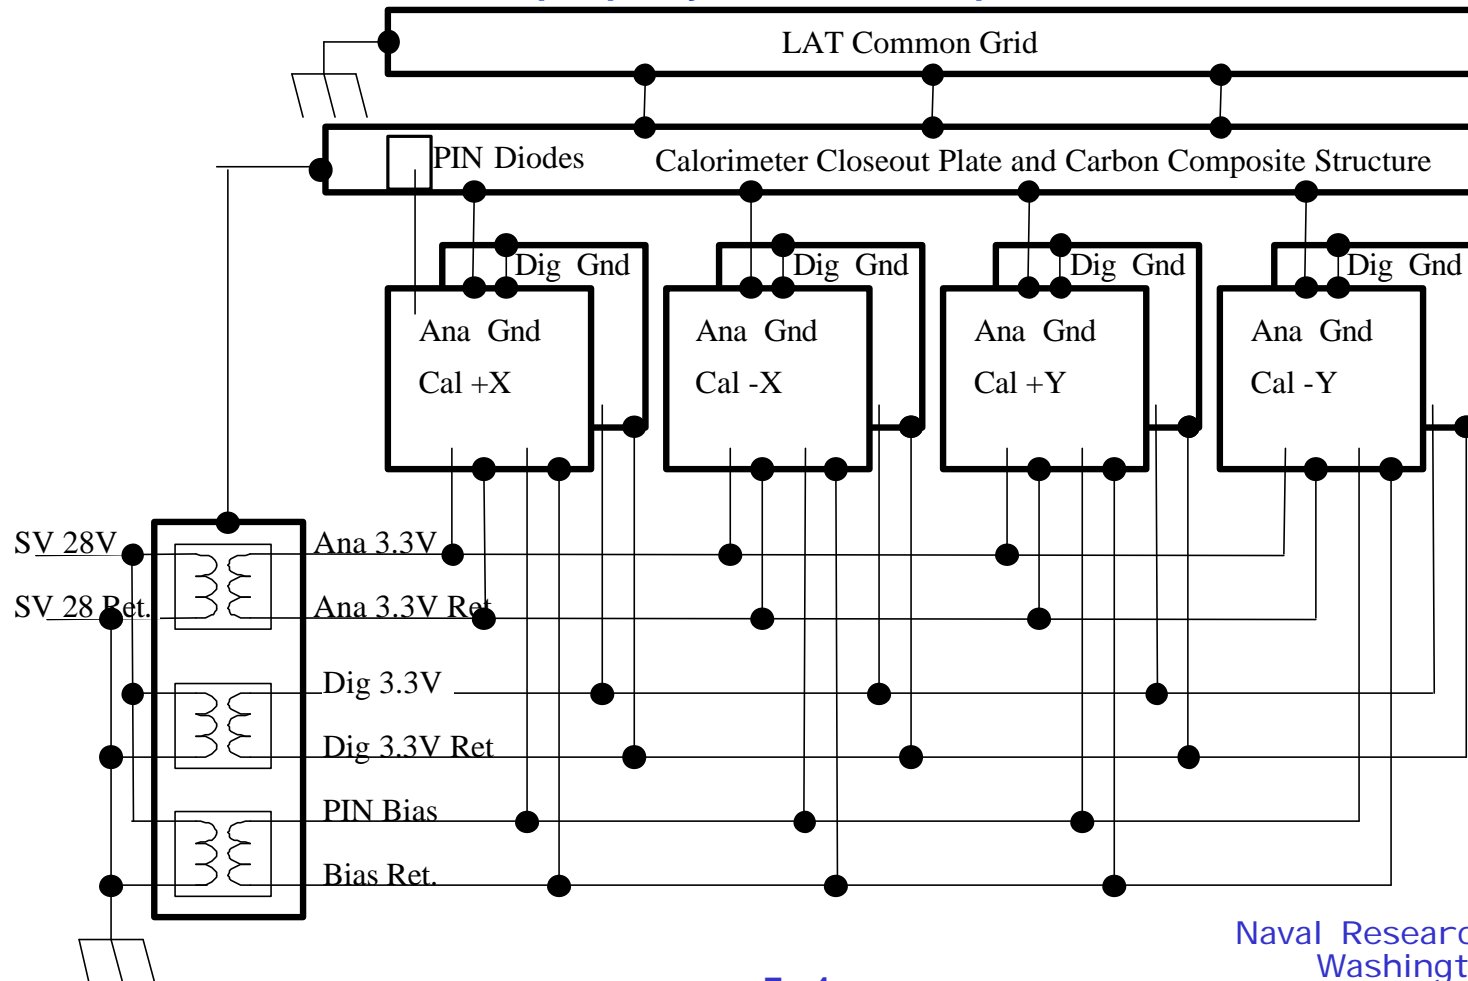 LAT Common Grid
PIN Diodes
Calorimeter Closeout Plate and Carbon Composite Structure
Dig Gnd
Dig Gnd
Dig Gnd
Dig Gnd
Ana Gnd
Cal +X
Ana Gnd
Cal -X
Ana Gnd
Cal +Y
Ana Gnd
Cal -Y
SV 28V
SV 28 Ret.
Ana 3.3V
Ana 3.3V Ret
Dig 3.3V
Dig 3.3V Ret
PIN Bias
Bias Ret.
Naval
Washingt